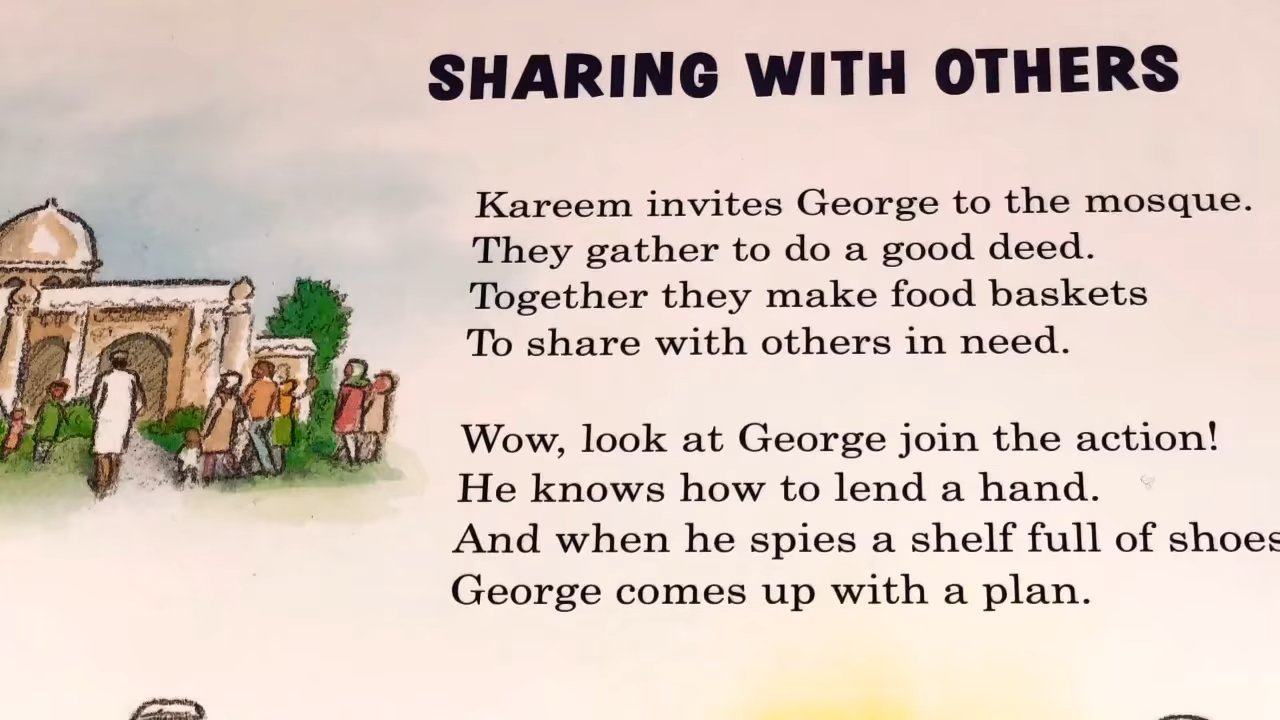 SHARING WITH OTHERS
Kareem invites George to the mosque.
They gather to do a good deed.
Together they make food baskets
To share with others in need.
Wow, look at George join the action!
He knows how to lend a hand.
And when he spies a shelf full of shoes
George comes up with a plan.